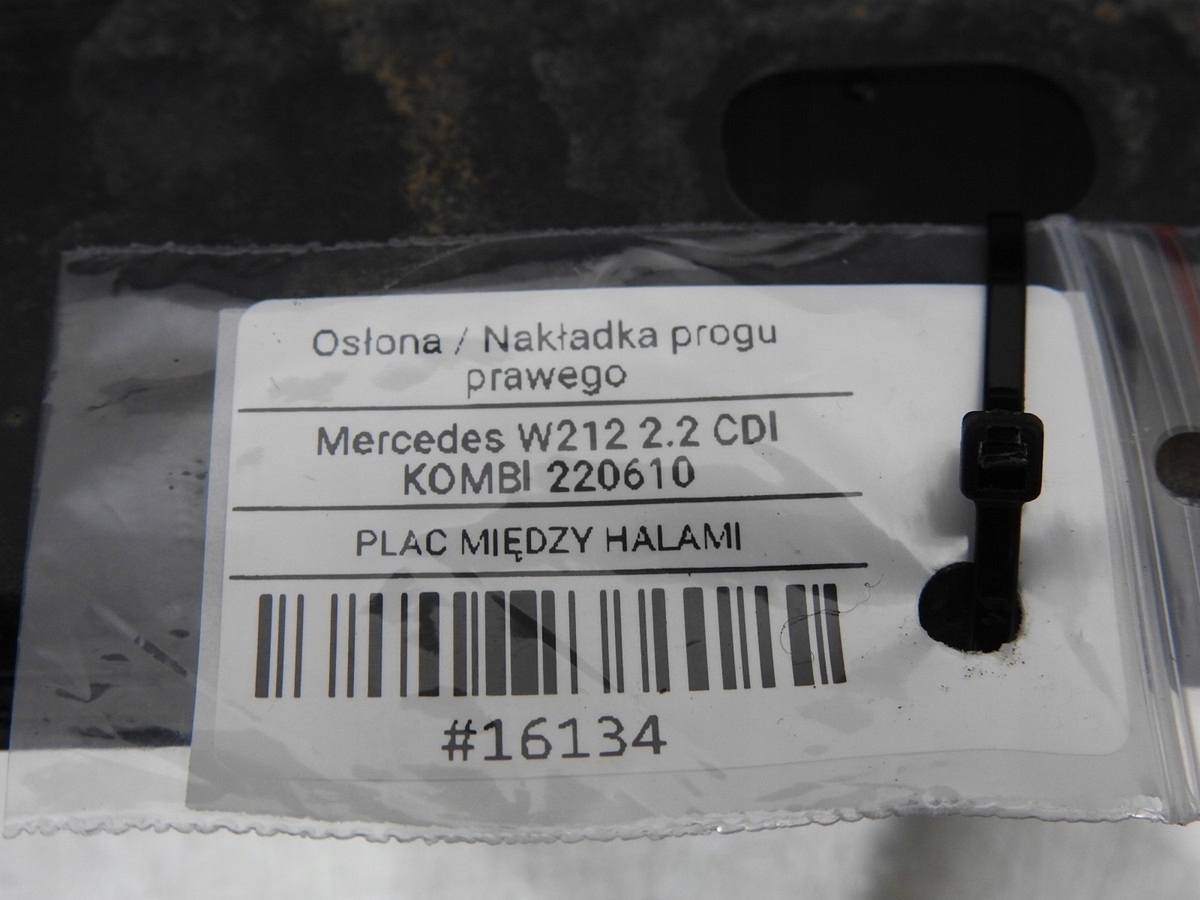 Osłona / Nakładka progu
prawego
Mercedes W212 2.2 CDI
KOMBI 220610
PLAC MIĘDZY HALAMI
#16134